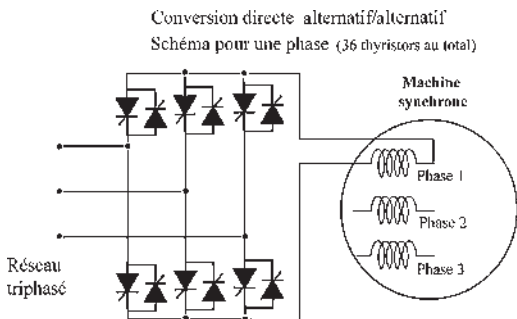 Conversion directe alternatif/alternatif
Schéma pour une phase (36 thyristors au total)
Machine
synchrone
Phase 1
Phase 2
Phase 3
Réseau
triphasé